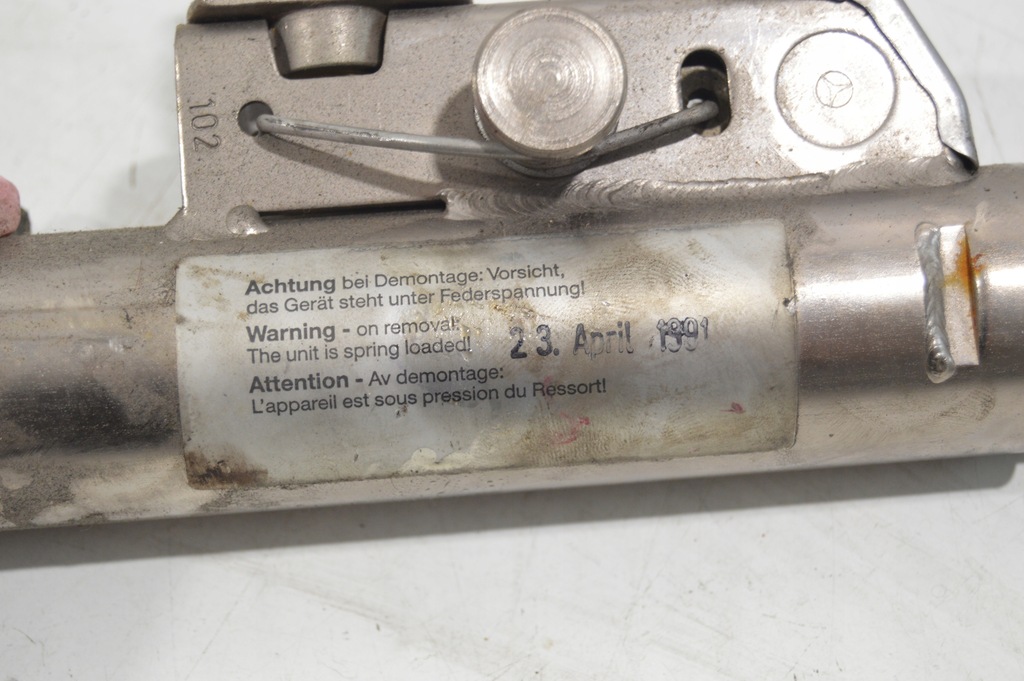 102
Achtung bei Demontage: Vorsicht,
das Gerät steht unter Federspannung!
Warning - on removal:
The unit is spring loaded!
23. April 1991
Attention - Av demontage:
L'appareil est sous pression du Ressort!